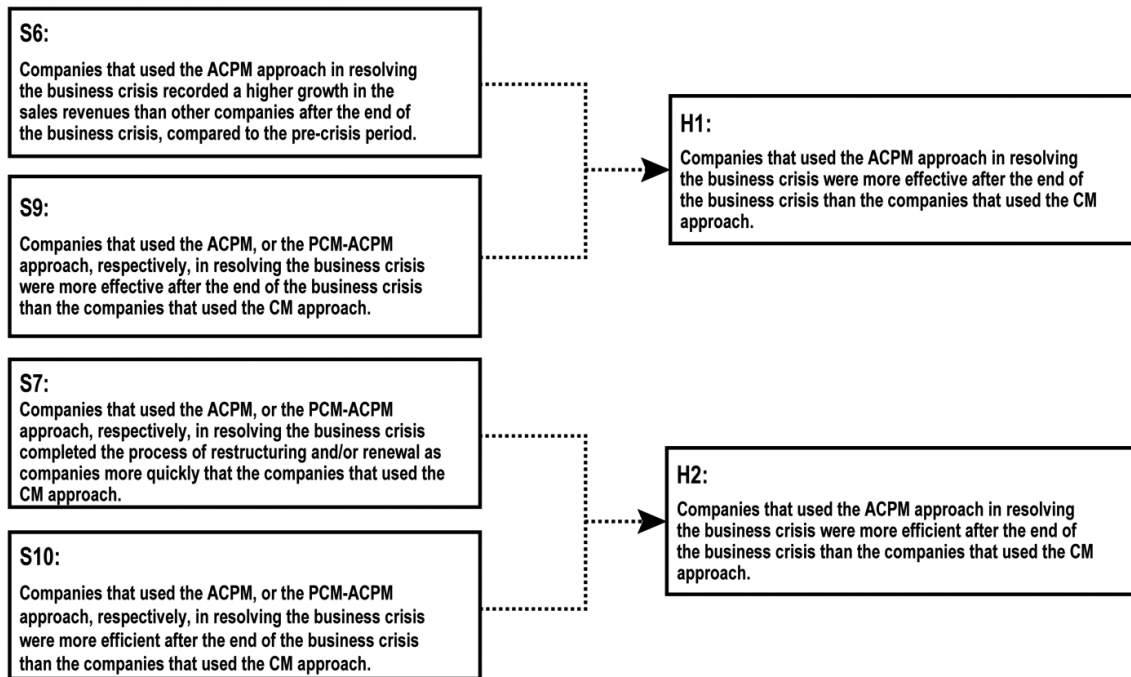 S6:
Companies that used the ACPM approach in resolving
the business crisis recorded a higher growth in the
sales revenues than other companies after the end of
the business crisis, compared to the pre-crisis period.
S9:
Companies that used the ACPM, or the PCM-ACPM
approach, respectively, in resolving the business crisis
were more effective after the end of the business crisis
than the companies that used the CM approach.
S7:
Companies that used the ACPM, or the PCM-ACPM
approach, respectively, in resolving the business crisis
completed the process of restructuring and/or renewal as
companies more quickly that the companies that used the
CM approach.
S10:
Companies that used the ACPM, or the PCM-ACPM
approach, respectively, in resolving the business crisis
were more efficient after the end of the business crisis
than the companies that used the CM approach.
H1:
Companies that used the ACPM approach in resolving
the business crisis were more effective after the end of
the business crisis than the companies that used the CM
approach.
H2:
Companies that used the ACPM approach in resolving
the business crisis were more efficient after the end of
the business crisis than the companies that used the CM
approach.